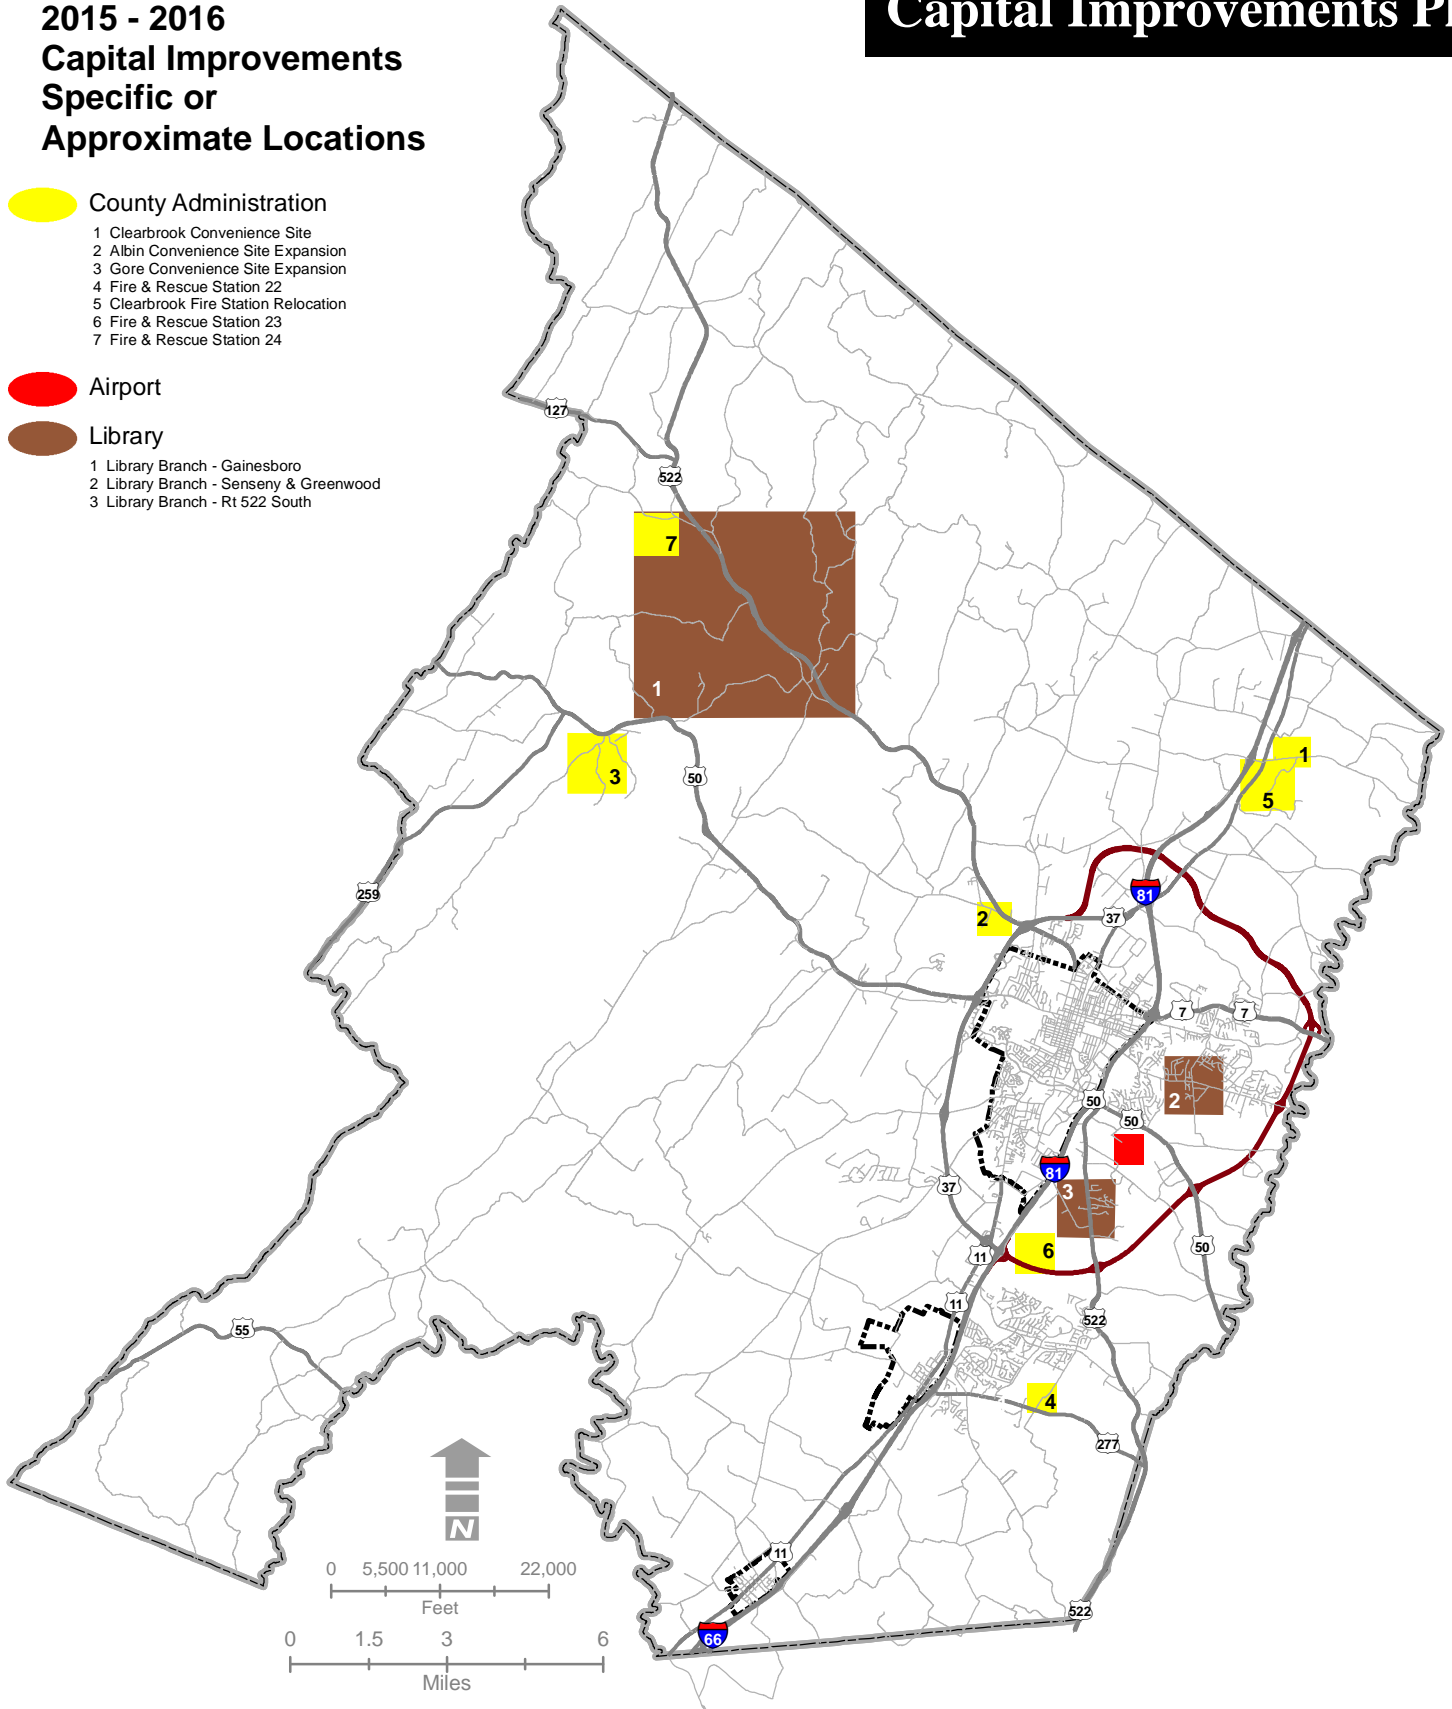 Capital Improvements Pl
2015 - 2016
Capital Improvements
Specific or
Approximate Locations
County Administration
1 Clearbrook Convenience Site
2 Albin Convenience Site Expansion
3 Gore Convenience Site Expansion
4 Fire & Rescue Station 22
5 Clearbrook Fire Station Relocation
6 Fire & Rescue Station 23
7 Fire & Rescue Station 24
Airport
Library
1 Library Branch - Gainesboro
2 Library Branch - Senseny & Greenwood
3 Library Branch - Rt 522 South
127
522
7
1
3
50
1
5
259
81
2
37
7
7
2
50
50
81
3
37
6
50
11
11
522
55
4
277
N
0 5,500 11,000 22,000
Feet
11
522
66
0 1.5 3 6
Miles